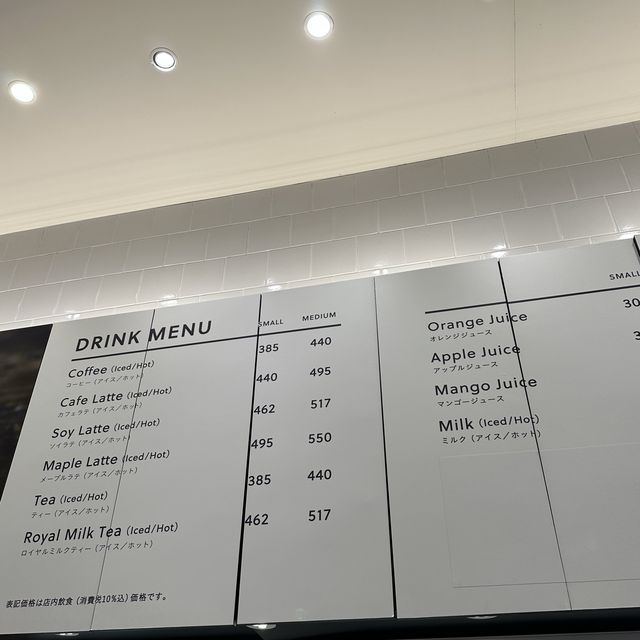 DRINK MENU SMALL MEDIUM
Coffee (Iced/Hot) 385 440
コーヒー (アイス／ホット)
Cafe Latte (Iced/Hot) 440 495
カフェラテ (アイス／ホット)
Soy Latte (Iced/Hot) 462 517
ソイラテ (アイス／ホット)
Maple Latte (Iced/Hot) 495 550
メープルラテ (アイス／ホット)
Tea (Iced/Hot) 385 440
ティー (アイス／ホット)
Royal Milk Tea (Iced/Hot) 462 517
ロイヤルミルクティー (アイス／ホット)
表記価格は店内飲食 (消費税10%込) 価格です。
SMALL
Orange Juice
オレンジジュース
Apple Juice
アップルジュース
Mango Juice
マンゴージュース
Milk (Iced/Hot)
ミルク (アイス／ホット)